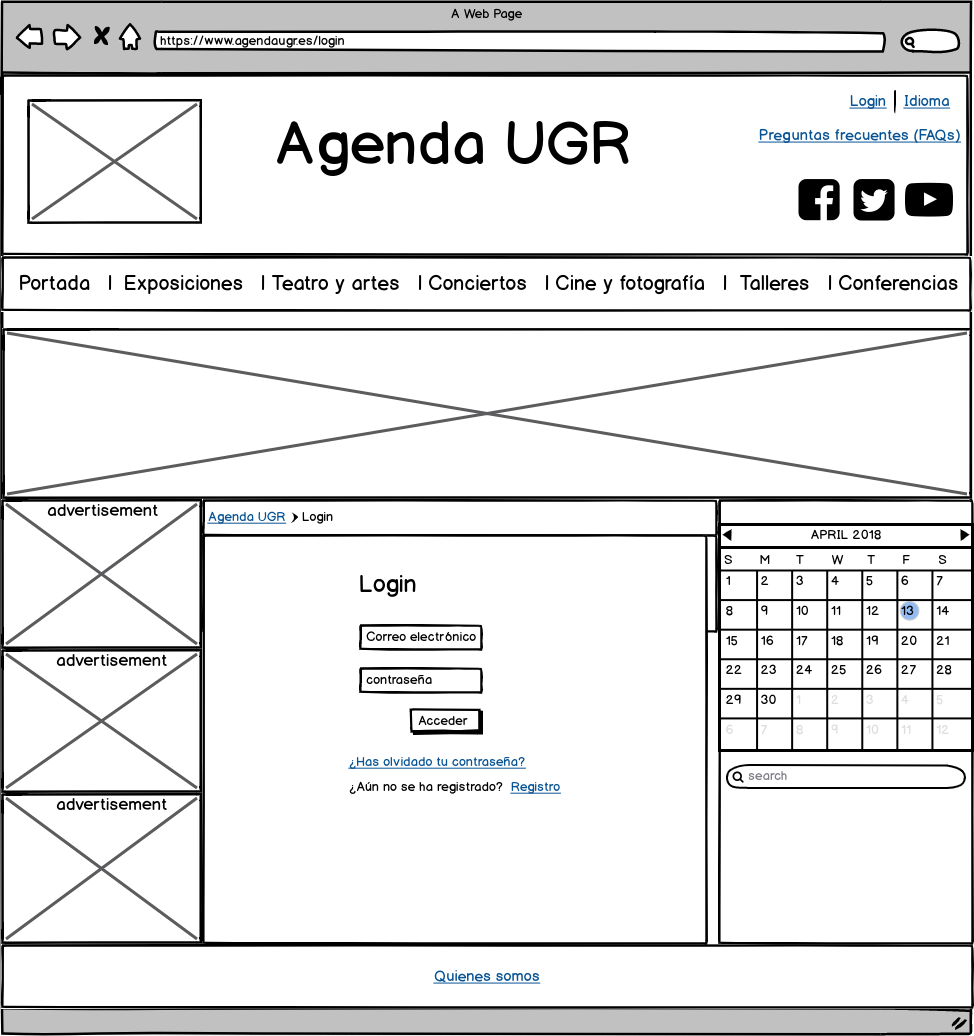 A Web Page
https://www.agendaugr.es/login
Login | Idioma
Agenda UGR
Preguntas frecuentes (FAQs)
Portada | Exposiciones | Teatro y artes | Conciertos | Cine y fotografía | Talleres | Conferencias
advertisement
advertisement
advertisement
Agenda UGR > Login
Login
Correo electrónico
contraseña
Acceder
¿Has olvidado tu contraseña?
¿Aún no se ha registrado? Registro
APRIL 2018
S M T W T F S
1 2 3 4 5 6 7
8 9 10 11 12 13 14
15 16 17 18 19 20 21
22 23 24 25 26 27 28
29 30 1 2 3 4 5
6 7 8 9 10 11 12
search
Quienes somos